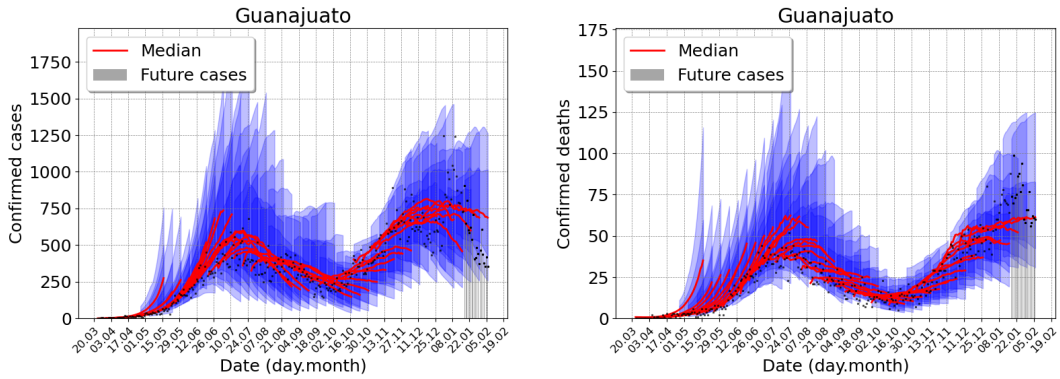 Guanajuato
Confirmed cases
1750
1500
1250
1000
750
500
250
0
Median
Future cases
20.03 03.04 17.04 01.05 15.05 29.05 12.06 26.06 10.07 24.07 07.08 21.08 04.09 18.09 02.10 16.10 30.10 13.11 27.11 11.12 25.12 08.01 22.01 05.02 19.02
Date (day.month)
Guanajuato
Confirmed deaths
175
150
125
100
75
50
25
0
Median
Future cases
20.03 03.04 17.04 01.05 15.05 29.05 12.06 26.06 10.07 24.07 07.08 21.08 04.09 18.09 02.10 16.10 30.10 13.11 27.11 11.12 25.12 08.01 22.01 05.02 19.02
Date (day.month)